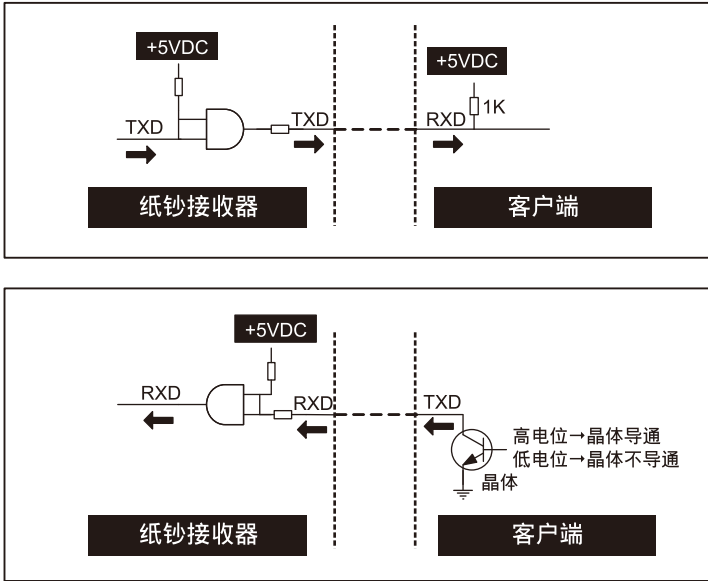 +5VDC
+5VDC
1K
TXD
TXD
RXD
纸钞接收器
客户端
+5VDC
RXD
RXD
TXD
高电位→晶体导通
低电位→晶体不导通
晶体
纸钞接收器
客户端